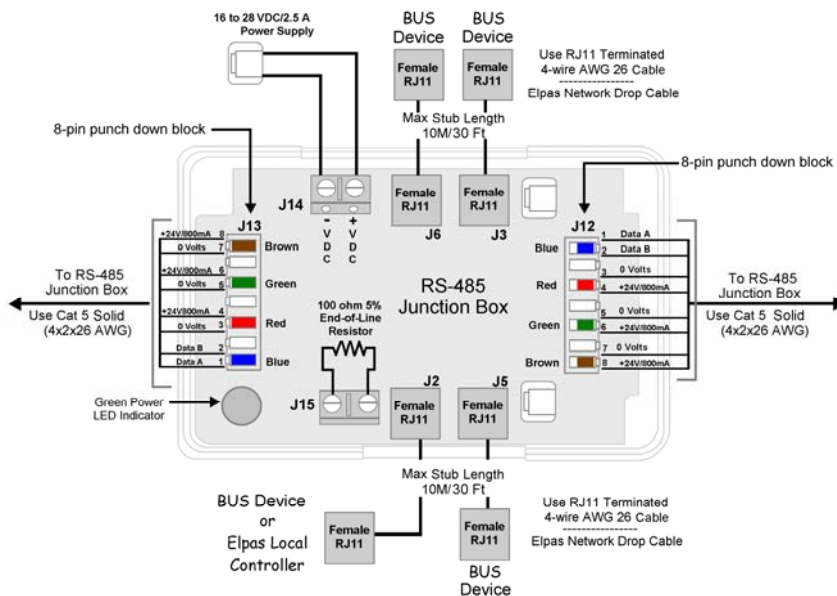 16 to 28 VDC/2.5 A
Power Supply
BUS
Device
BUS
Device
Female
RJ11
Female
RJ11
Use RJ11 Terminated
4-wire AWG 26 Cable
Elpas Network Drop Cable
Max Stub Length
10M/30 Ft
8-pin punch down block
8-pin punch down block
J14
Female
RJ11
Female
RJ11
J6
J3
- VDC
+ VDC
J13
+24V/800mA 8
0 Volts 7
Brown
+24V/800mA 6
0 Volts 5
Green
+24V/800mA 4
0 Volts 3
Red
Data B 2
Data A 1
Blue
To RS-485
Junction Box
Use Cat 5 Solid
(4x2x26 AWG)
RS-485
Junction Box
100 ohm 5%
End-of-Line
Resistor
J12
1 Data A
Blue
2 Data B
3 0 Volts
Red
4 +24V/800mA
5 0 Volts
Green
6 +24V/800mA
7 0 Volts
Brown
8 +24V/800mA
To RS-485
Junction Box
Use Cat 5 Solid
(4x2x26 AWG)
Green Power
LED Indicator
J15
J2
J5
Female
RJ11
Female
RJ11
Max Stub Length
10M/30 Ft
BUS Device
or
Elpas Local
Controller
Female
RJ11
Female
RJ11
BUS
Device
Use RJ11 Terminated
4-wire AWG 26 Cable
Elpas Network Drop Cable